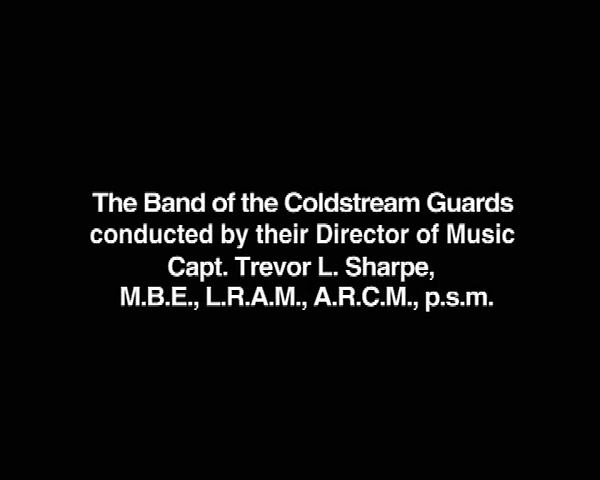 The Band of the Coldstream Guards
conducted by their Director of Music
Capt. Trevor L. Sharpe,
M.B.E., L.R.A.M., A.R.C.M., p.s.m.